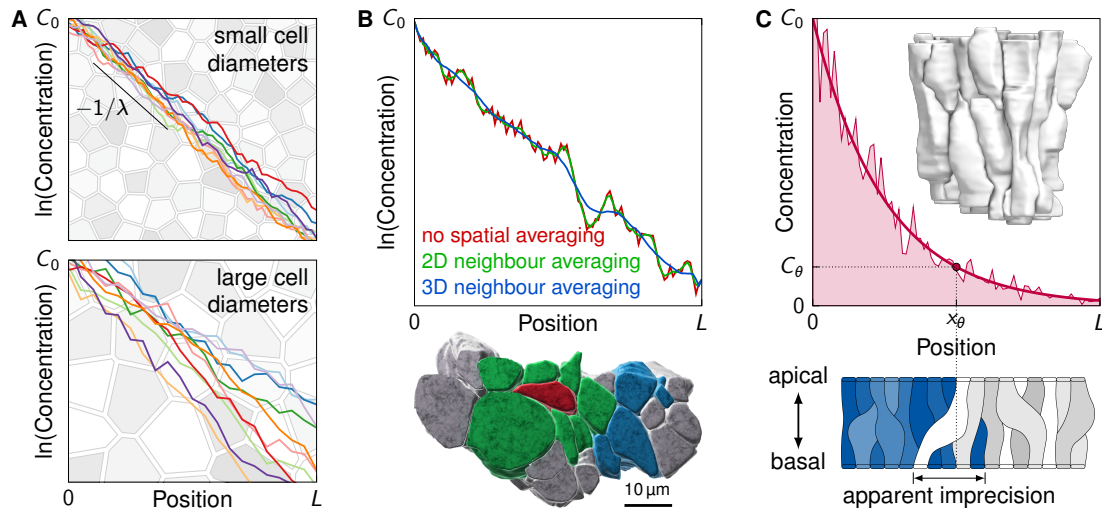 A
C₀
small cell
diameters
−1/λ
ln(Concentration)
C₀
large cell
diameters
ln(Concentration)
0
Position
L
B
C₀
ln(Concentration)
no spatial averaging
2D neighbour averaging
3D neighbour averaging
0
Position
L
10 µm
C
C₀
Concentration
Cθ
0
0
xθ
L
Position
apical
basal
apparent imprecision